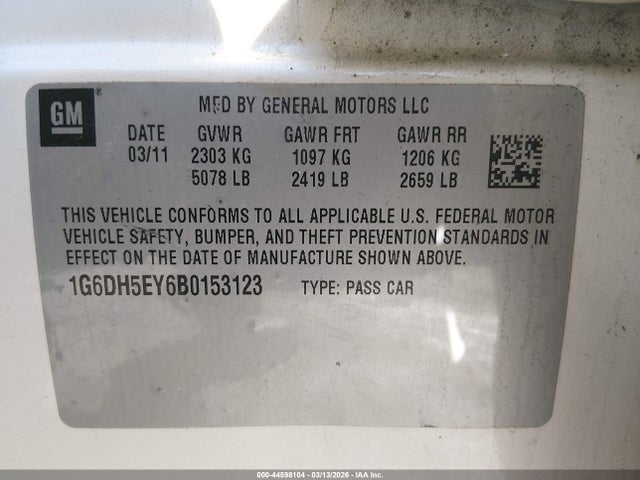 GM ®
MFD BY GENERAL MOTORS LLC
DATE GVWR GAWR FRT GAWR RR
03/11 2303 KG 1097 KG 1206 KG
5078 LB 2419 LB 2659 LB
THIS VEHICLE CONFORMS TO ALL APPLICABLE U.S. FEDERAL MOTOR
VEHICLE SAFETY, BUMPER, AND THEFT PREVENTION STANDARDS IN
EFFECT ON THE DATE OF MANUFACTURE SHOWN ABOVE.
1G6DH5EY6B0153123 TYPE: PASS CAR
000-44598104 - 03/13/2026 - IAA Inc.